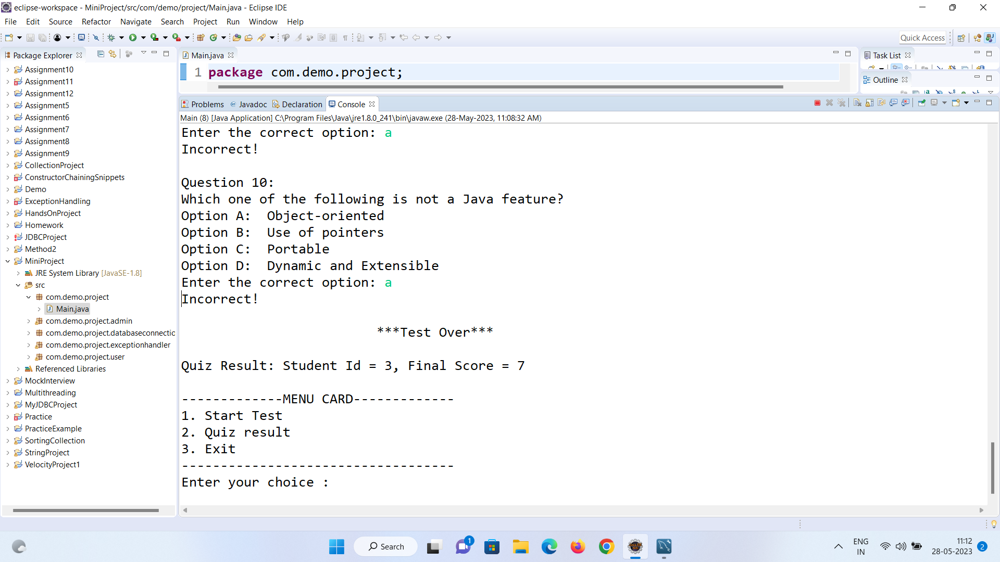 eclipse-workspace - MiniProject/src/com/demo/project/Main.java - Eclipse IDE
File Edit Source Refactor Navigate Search Project Run Window Help
Quick Access
Package Explorer
Assignment10
Assignment11
Assignment12
Assignment5
Assignment6
Assignment7
Assignment8
Assignment9
CollectionProject
ConstructorChainingSnippets
Demo
ExceptionHandling
HandsOnProject
Homework
JDBCProject
Method2
MiniProject
JRE System Library [JavaSE-1.8]
src
com.demo.project
Main.java
com.demo.project.admin
com.demo.project.databaseconnectio
com.demo.project.exceptionhandler
com.demo.project.user
Referenced Libraries
MockInterview
Multithreading
MyJDBCProject
Practice
PracticeExample
SortingCollection
StringProject
VelocityProject1
Main.java
1 package com.demo.project;
Task List
Outline
Problems @ Javadoc Declaration Console
Main (8) [Java Application] C:\Program Files\Java\jre1.8.0_241\bin\javaw.exe (28-May-2023, 11:08:32 AM)
Enter the correct option: a
Incorrect!
Question 10:
Which one of the following is not a Java feature?
Option A:  Object-oriented
Option B:  Use of pointers
Option C:  Portable
Option D:  Dynamic and Extensible
Enter the correct option: a
Incorrect!
***Test Over***
Quiz Result: Student Id = 3, Final Score = 7
-------------MENU CARD-------------
1. Start Test
2. Quiz result
3. Exit
-----------------------------------
Enter your choice :
Search
1
ENG
IN
11:12
28-05-2023
2